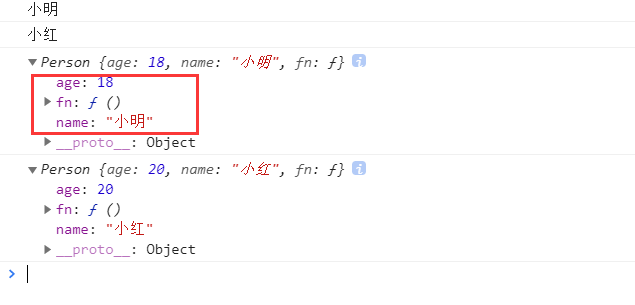 小明
小红
▼Person {age: 18, name: "小明", fn: ƒ} i
age: 18
▶fn: ƒ ()
name: "小明"
▶__proto__: Object
▼Person {age: 20, name: "小红", fn: ƒ} i
age: 20
▶fn: ƒ ()
name: "小红"
▶__proto__: Object
>